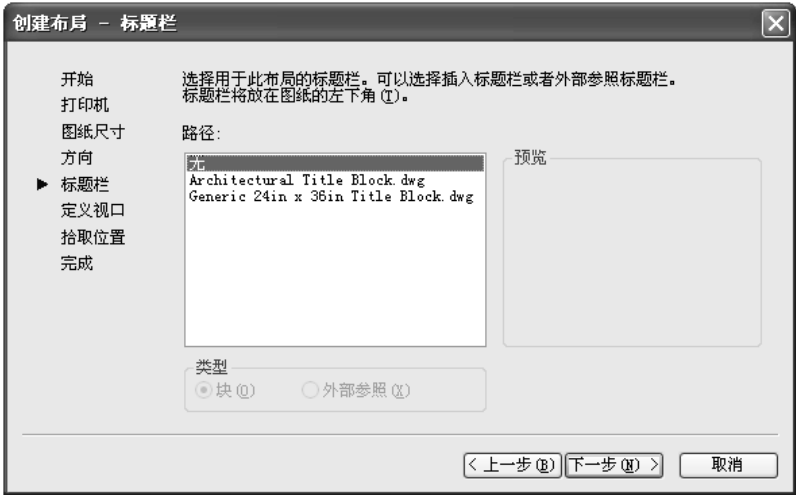 创建布局 - 标题栏
开始
打印机
图纸尺寸
方向
标题栏
定义视口
拾取位置
完成
选择用于此布局的标题栏。可以选择插入标题栏或者外部参照标题栏。
标题栏将放在图纸的左下角(T)。
路径:
无
Architectural Title Block.dwg
Generic 24in x 36in Title Block.dwg
预览
类型
块(O) 外部参照(X)
< 上一步(B) 下一步(N) > 取消